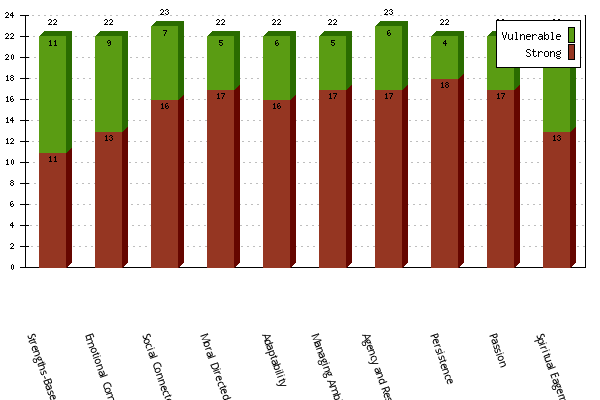 23 23
22 22 22 22 22 22 22
24
22
20
18
16
14
12
10
8
6
4
2
0
Vulnerable
Strong
11 9 7 5 6 5 6 4
11 13 16 17 16 17 17 18 17 13
Strengths-Base
Emotional Com
Social Connect
Moral Directed
Adaptability
Managing Amb
Agency and Res
Persistence
Passion
Spiritual Eager